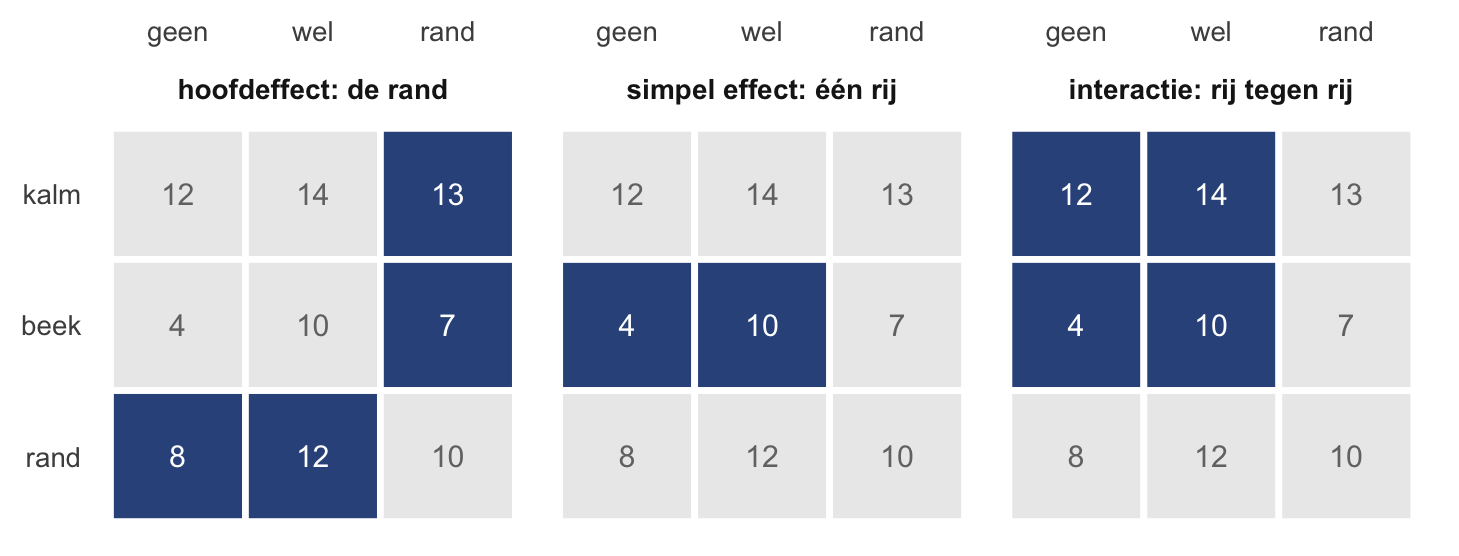 geen wel rand geen wel rand geen wel rand
hoofdeffect: de rand simpel effect: één rij interactie: rij tegen rij
kalm 12 14 13 12 14 13 12 14 13
beek 4 10 7 4 10 7 4 10 7
rand 8 12 10 8 12 10 8 12 10